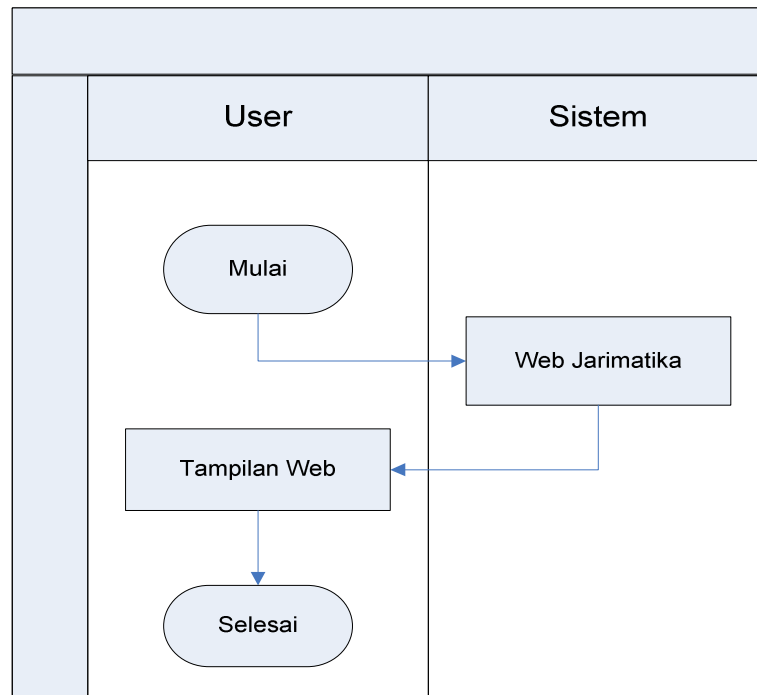 User
Sistem
Mulai
Web Jarimatika
Tampilan Web
Selesai